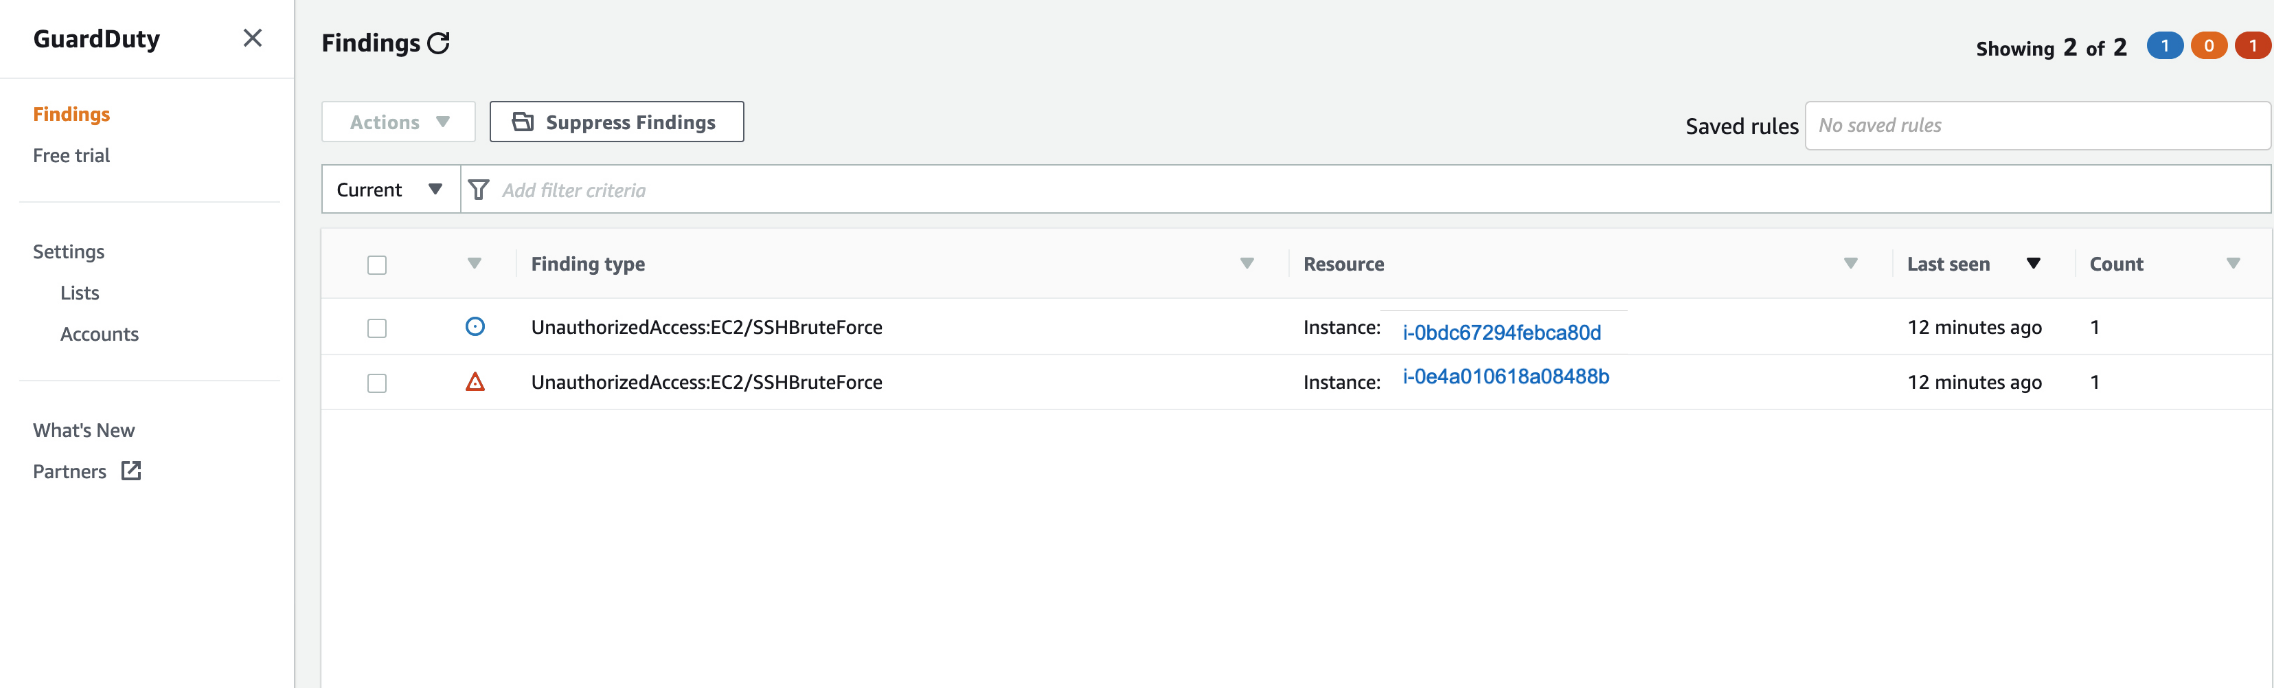 GuardDuty
Findings
Free trial
Settings
Lists
Accounts
What's New
Partners
Findings
Showing 2 of 2 1 0 1
Actions Suppress Findings
Saved rules No saved rules
Current Add filter criteria
Finding type Resource Last seen Count
UnauthorizedAccess:EC2/SSHBruteForce Instance: i-0bdc67294febca80d 12 minutes ago 1
UnauthorizedAccess:EC2/SSHBruteForce Instance: i-0e4a010618a08488b 12 minutes ago 1